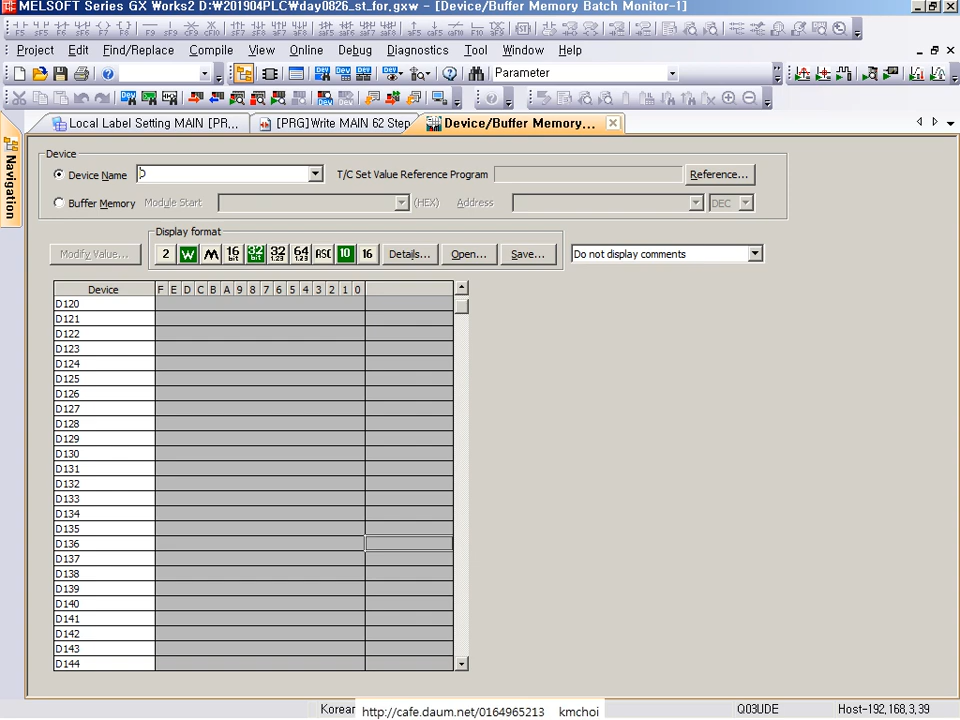 MELSOFT Series GX Works2 D:₩201904PLC₩day0826_st_for.gxw - [Device/Buffer Memory Batch Monitor-1]
Project Edit Find/Replace Compile View Online Debug Diagnostics Tool Window Help
Parameter
Local Label Setting MAIN [PR... [PRG]Write MAIN 62 Step Device/Buffer Memory...
Navigation
Device
Device Name T/C Set Value Reference Program Reference...
Buffer Memory Module Start (HEX) Address DEC
Display format
Modify Value... 2 W M 16 bit 32 bit 32 1.23 64 1.23 ASC 10 16 Details... Open... Save... Do not display comments
Device F E D C B A 9 8 7 6 5 4 3 2 1 0
D120
D121
D122
D123
D124
D125
D126
D127
D128
D129
D130
D131
D132
D133
D134
D135
D136
D137
D138
D139
D140
D141
D142
D143
D144
Korean http://cafe.daum.net/0164965213 kmchoi Q03UDE Host-192.168.3.39